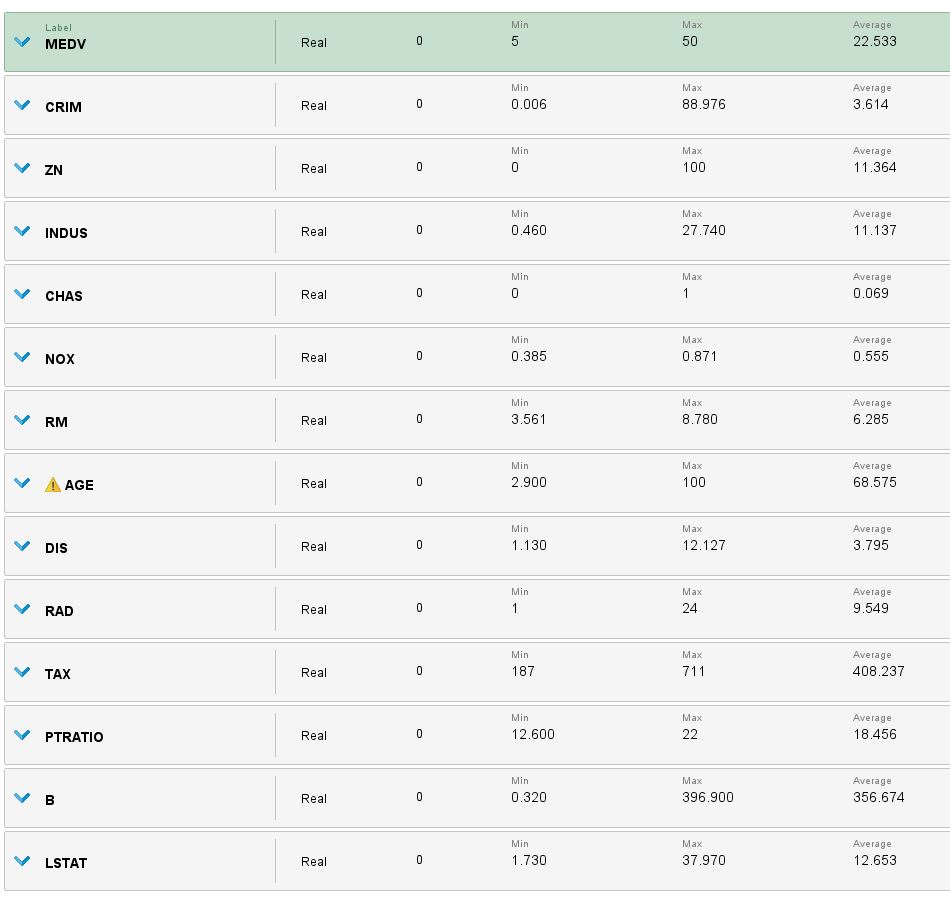 Label Min Max Average
MEDV Real 0 5 50 22.533
Min Max Average
CRIM Real 0 0.006 88.976 3.614
Min Max Average
ZN Real 0 0 100 11.364
Min Max Average
INDUS Real 0 0.460 27.740 11.137
Min Max Average
CHAS Real 0 0 1 0.069
Min Max Average
NOX Real 0 0.385 0.871 0.555
Min Max Average
RM Real 0 3.561 8.780 6.285
Min Max Average
AGE Real 0 2.900 100 68.575
Min Max Average
DIS Real 0 1.130 12.127 3.795
Min Max Average
RAD Real 0 1 24 9.549
Min Max Average
TAX Real 0 187 711 408.237
Min Max Average
PTRATIO Real 0 12.600 22 18.456
Min Max Average
B Real 0 0.320 396.900 356.674
Min Max Average
LSTAT Real 0 1.730 37.970 12.653